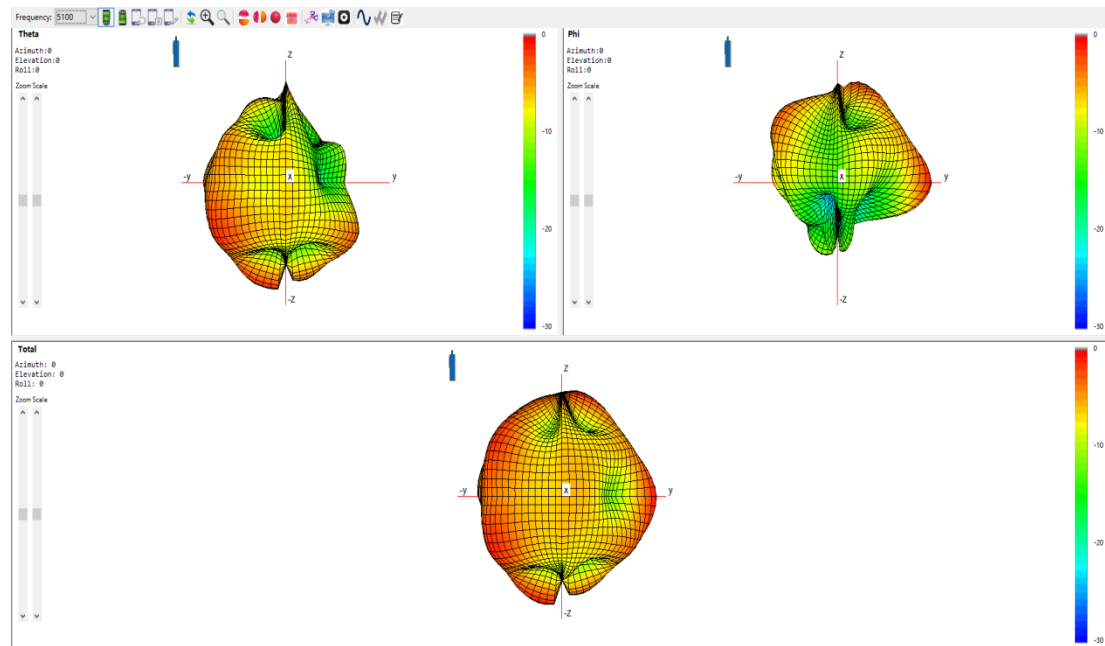 Frequency: 5100
Theta
Azimuth:0
Elevation:0
Roll:0
Zoom Scale
Z
-y
X
y
-Z
0
-10
-20
-30
Phi
Azimuth:0
Elevation:0
Roll:0
Zoom Scale
Z
-y
X
y
-Z
0
-10
-20
-30
Total
Azimuth: 0
Elevation: 0
Roll: 0
Zoom Scale
Z
-y
X
y
-Z
0
-10
-20
-30